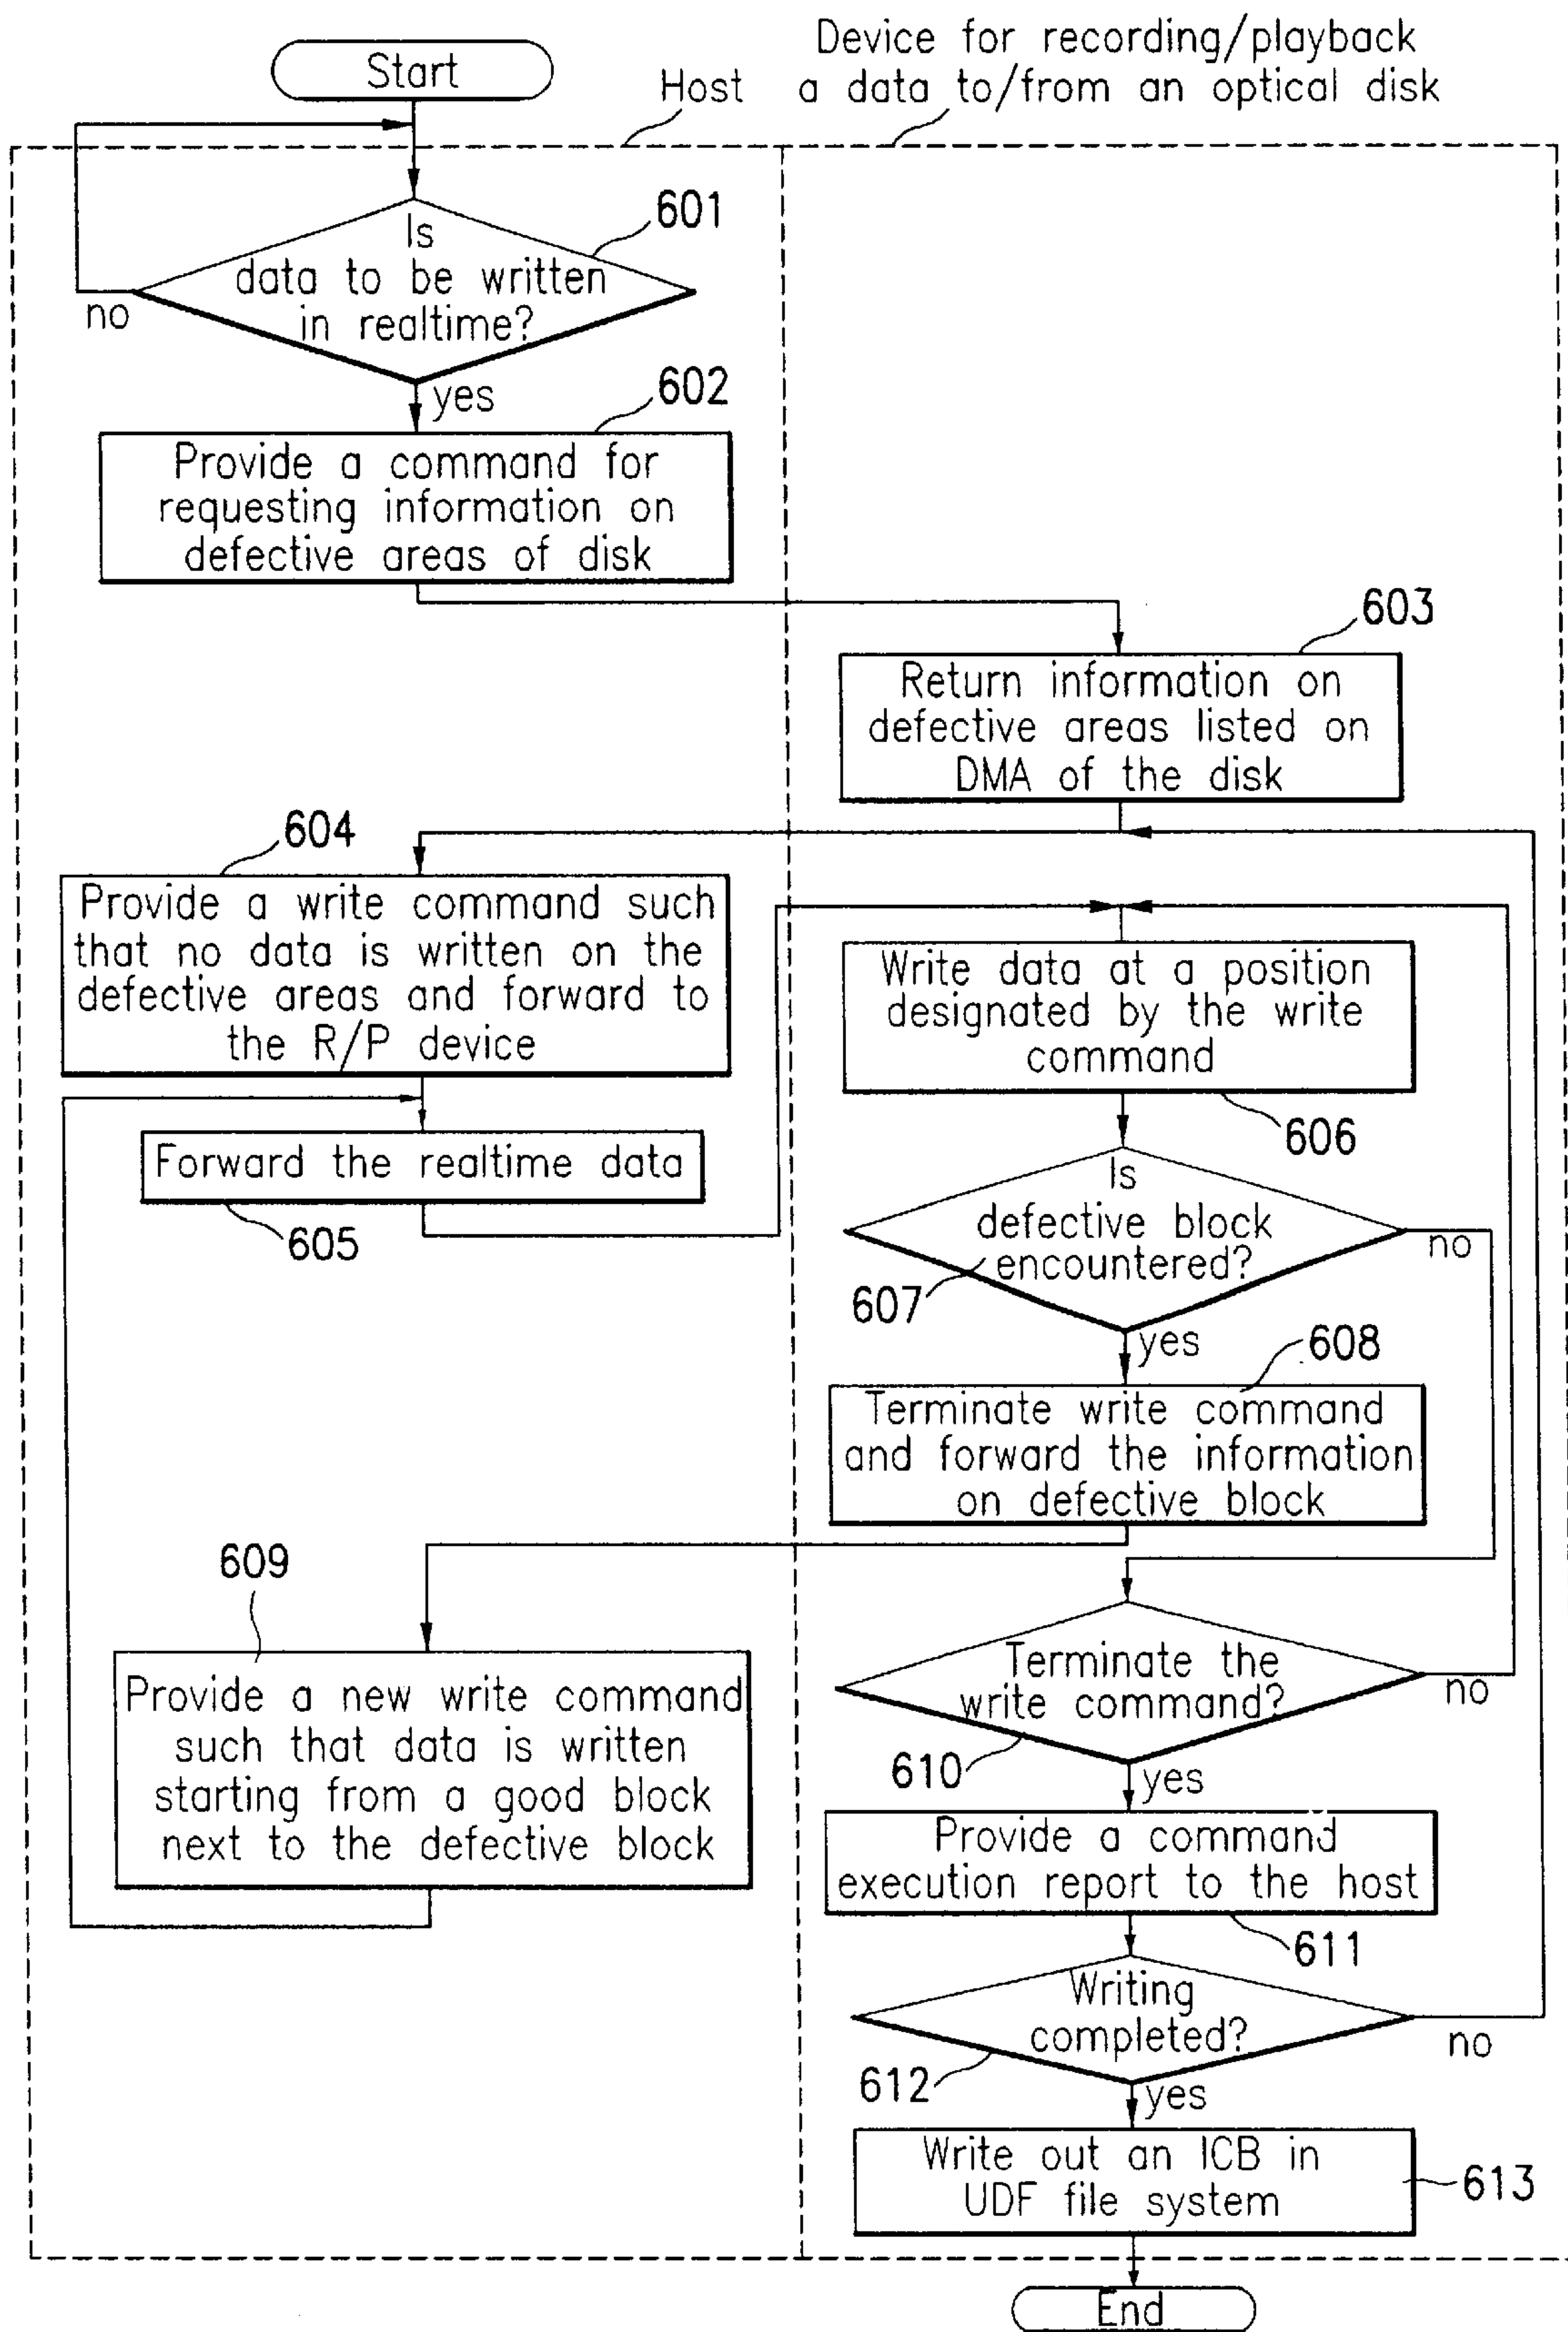 Start
Device for recording/playback
Host a data to/from an optical disk
601
Is
data to be written
in realtime?
no
yes
602
Provide a command for
requesting information on
defective areas of disk
603
Return information on
defective areas listed on
DMA of the disk
604
Provide a write command such
that no data is written on the
defective areas and forward to
the R/P device
Forward the realtime data
605
Write data at a position
designated by the write
command
606
Is
defective block
encountered?
607
no
yes
608
Terminate write command
and forward the information
on defective block
609
Provide a new write command
such that data is written
starting from a good block
next to the defective block
Terminate the
write command?
no
610
yes
Provide a command
execution report to the host
611
Writing
completed?
no
612
yes
Write out an ICB in
UDF file system
613
End